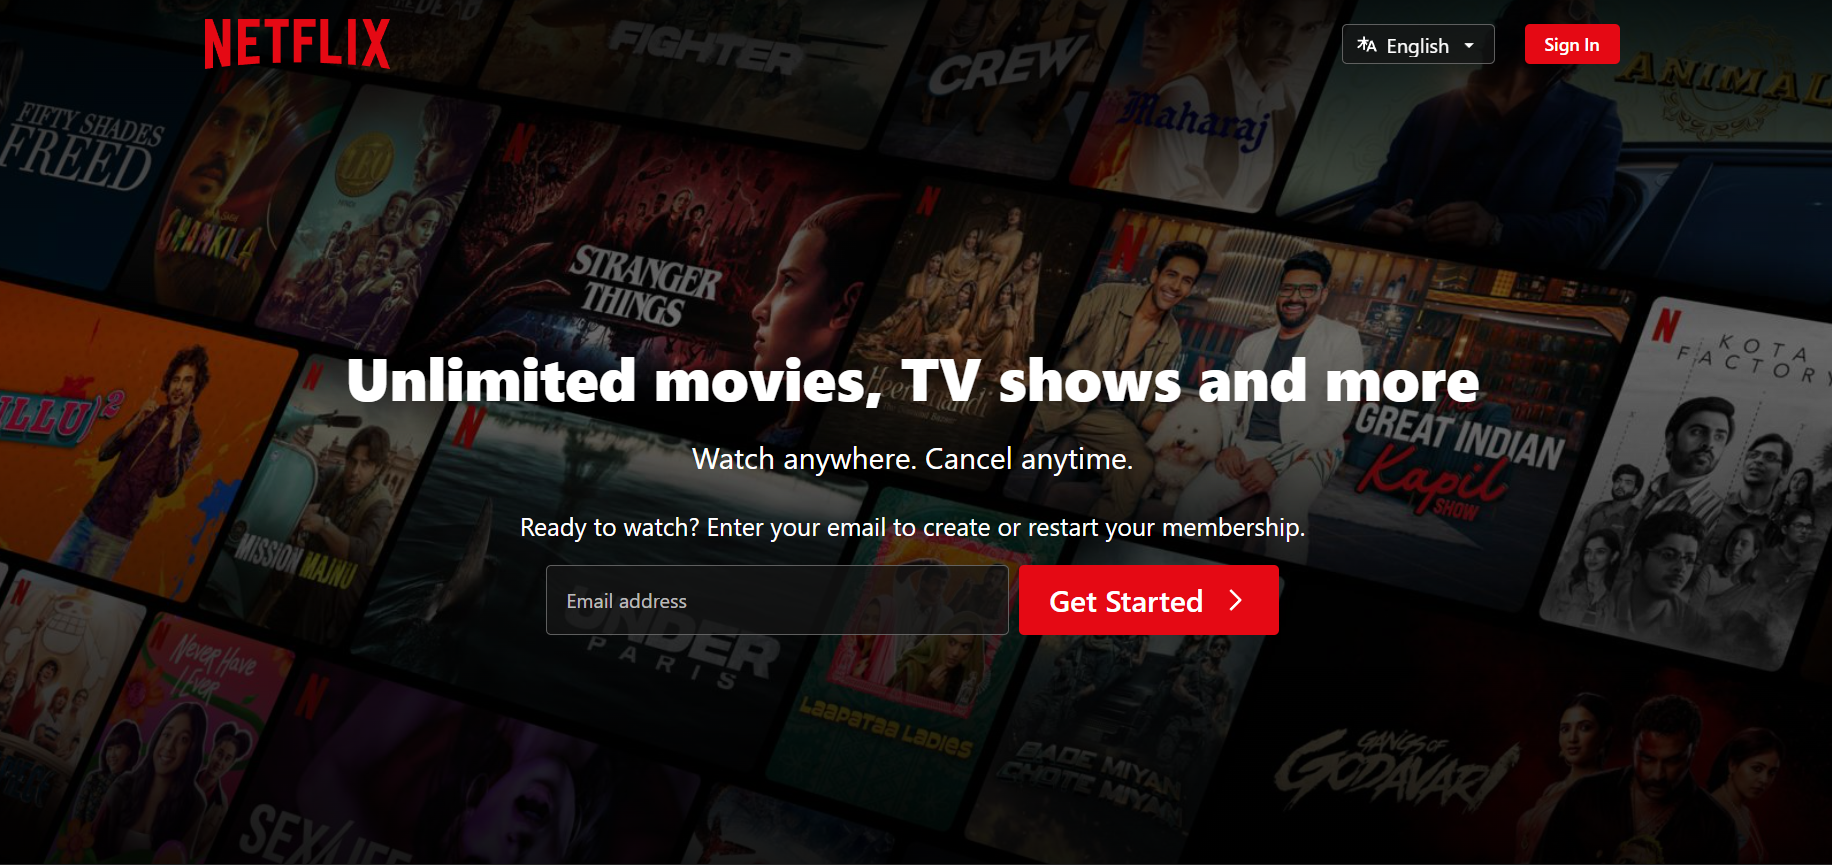 NETFLIX
English
Sign In
DEAD
FIGHTER
CREW
Maharaj
ANIMAL
FIFTY SHADES
FREED
CHAMKILA
LEO
STRANGER
THINGS
Heeramandi
KOTA
FACTORY
Unlimited movies, TV shows and more
The
GREAT INDIAN
Kapil
SHOW
Watch anywhere. Cancel anytime.
Ready to watch? Enter your email to create or restart your membership.
MISSION MAJNU
Email address
Get Started
UNDER
PARIS
Never Have
I Ever
LAAPATAA LADIES
BADE MIYAN
CHOTE MIYAN
GANGS OF
GODAVARI
SEX/LIFE